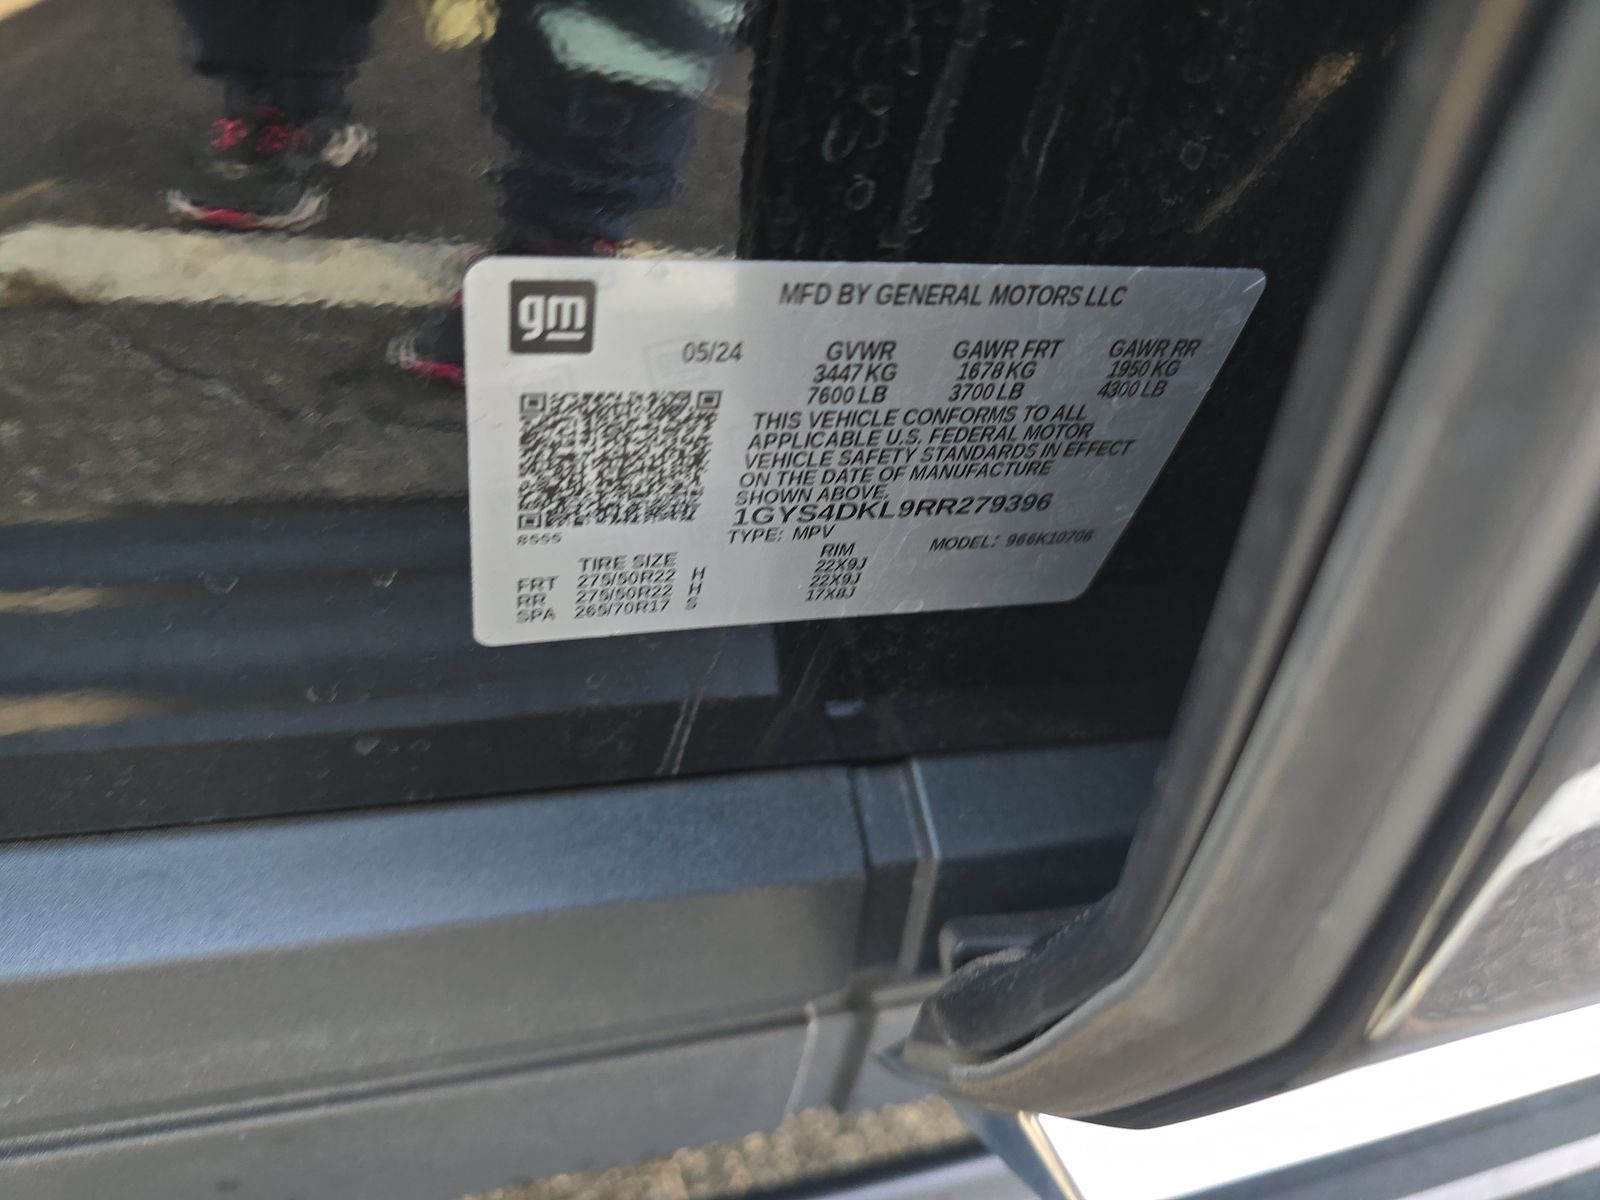 gm
MFD BY GENERAL MOTORS LLC
05/24
GVWR GAWR FRT GAWR RR
3447 KG 1678 KG 1950 KG
7600 LB 3700 LB 4300 LB
THIS VEHICLE CONFORMS TO ALL
APPLICABLE U.S. FEDERAL MOTOR
VEHICLE SAFETY STANDARDS IN EFFECT
ON THE DATE OF MANUFACTURE
SHOWN ABOVE.
1GYS4DKL9RR279396
TYPE: MPV MODEL: 966K10706
8555
TIRE SIZE RIM
FRT 275/50R22 H 22X9J
RR 275/50R22 H 22X9J
SPA 265/70R17 S 17X8J